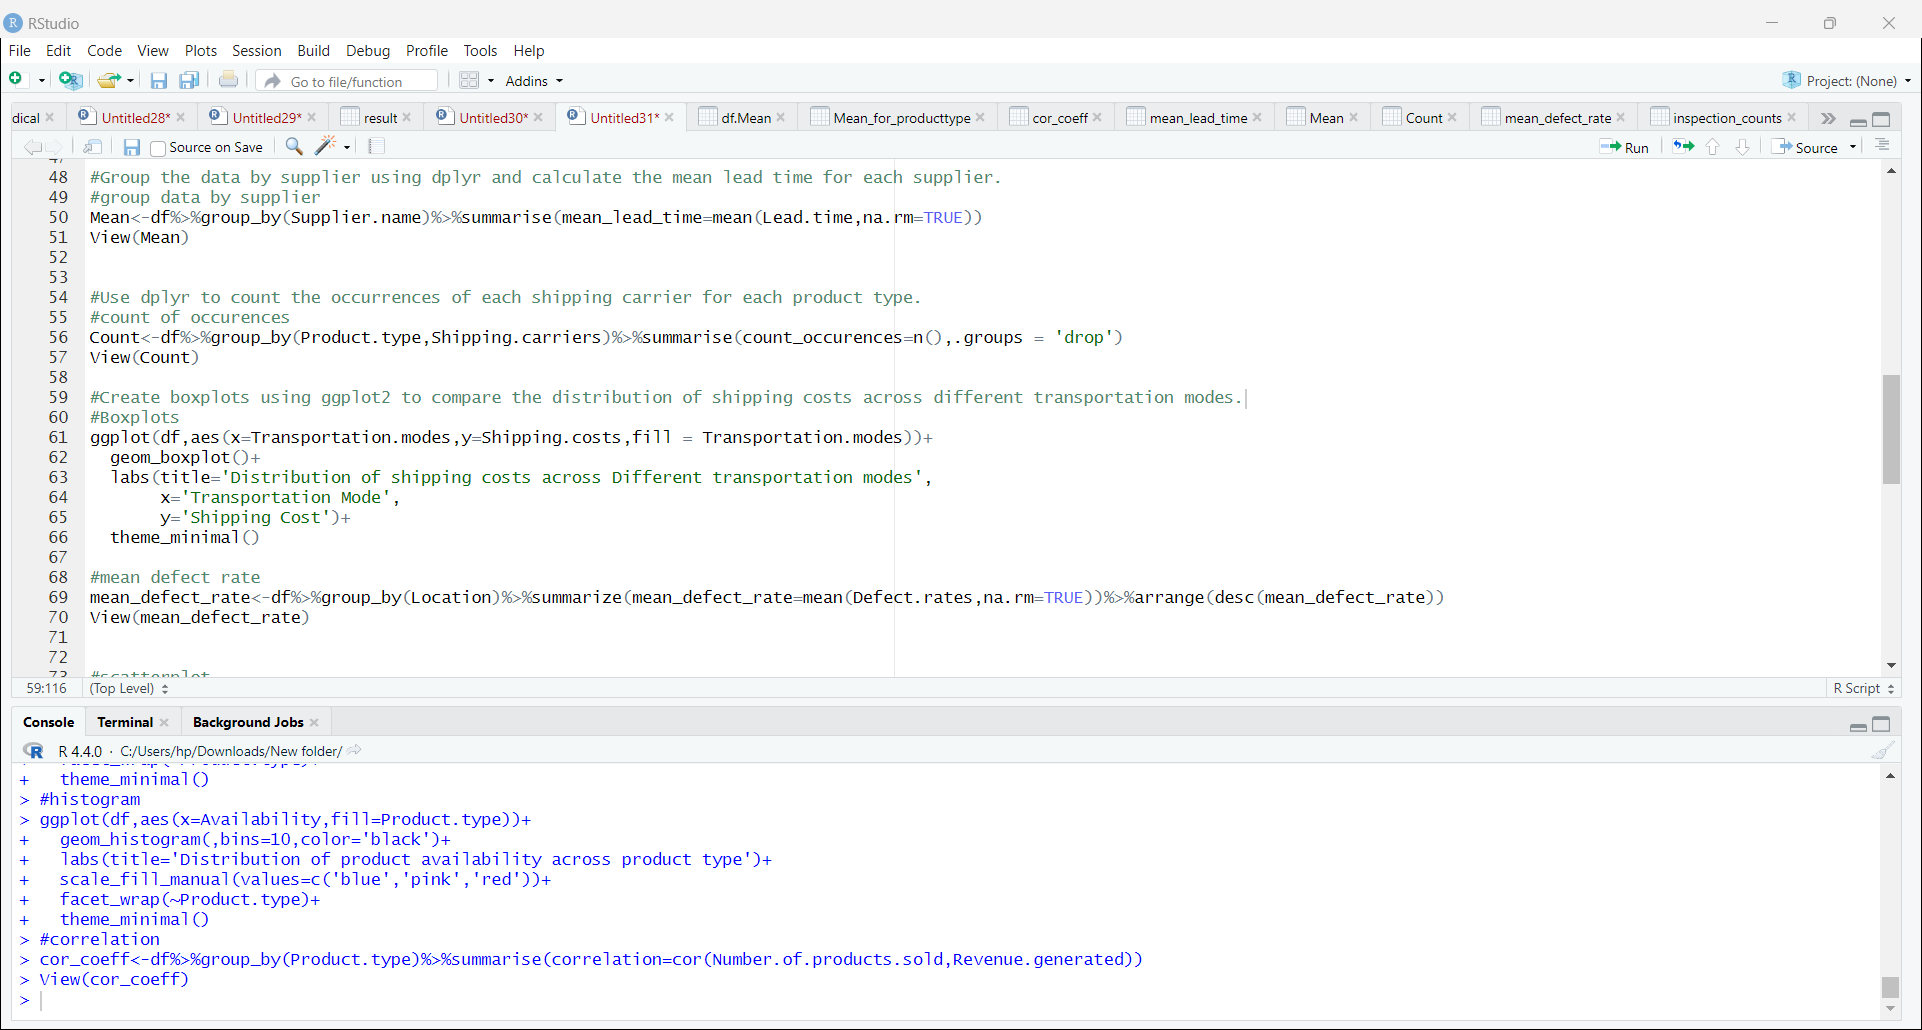 RStudio
File Edit Code View Plots Session Build Debug Profile Tools Help
Go to file/function Addins Project: (None)
dical Untitled28* Untitled29* result Untitled30* Untitled31* df.Mean Mean_for_producttype cor_coeff mean_lead_time Mean Count mean_defect_rate inspection_counts
Source on Save Run Source
47
48 #Group the data by supplier using dplyr and calculate the mean lead time for each supplier.
49 #group data by supplier
50 Mean<-df%>%group_by(Supplier.name)%>%summarise(mean_lead_time=mean(Lead.time,na.rm=TRUE))
51 View(Mean)
52
53
54 #Use dplyr to count the occurrences of each shipping carrier for each product type.
55 #count of occurences
56 Count<-df%>%group_by(Product.type,Shipping.carriers)%>%summarise(count_occurences=n(),.groups = 'drop')
57 View(Count)
58
59 #Create boxplots using ggplot2 to compare the distribution of shipping costs across different transportation modes.
60 #Boxplots
61 ggplot(df,aes(x=Transportation.modes,y=Shipping.costs,fill = Transportation.modes))+
62 geom_boxplot()+
63 labs(title='Distribution of shipping costs across Different transportation modes',
64 x='Transportation Mode',
65 y='Shipping Cost')+
66 theme_minimal()
67
68 #mean defect rate
69 mean_defect_rate<-df%>%group_by(Location)%>%summarize(mean_defect_rate=mean(Defect.rates,na.rm=TRUE))%>%arrange(desc(mean_defect_rate))
70 View(mean_defect_rate)
71
72
73 #scatterplot
59:116 (Top Level) R Script
Console Terminal Background Jobs
R 4.4.0 · C:/Users/hp/Downloads/New folder/
+ facet_wrap(~Product.type)+
+ theme_minimal()
> #histogram
> ggplot(df,aes(x=Availability,fill=Product.type))+
+ geom_histogram(,bins=10,color='black')+
+ labs(title='Distribution of product availability across product type')+
+ scale_fill_manual(values=c('blue','pink','red'))+
+ facet_wrap(~Product.type)+
+ theme_minimal()
> #correlation
> cor_coeff<-df%>%group_by(Product.type)%>%summarise(correlation=cor(Number.of.products.sold,Revenue.generated))
> View(cor_coeff)
>